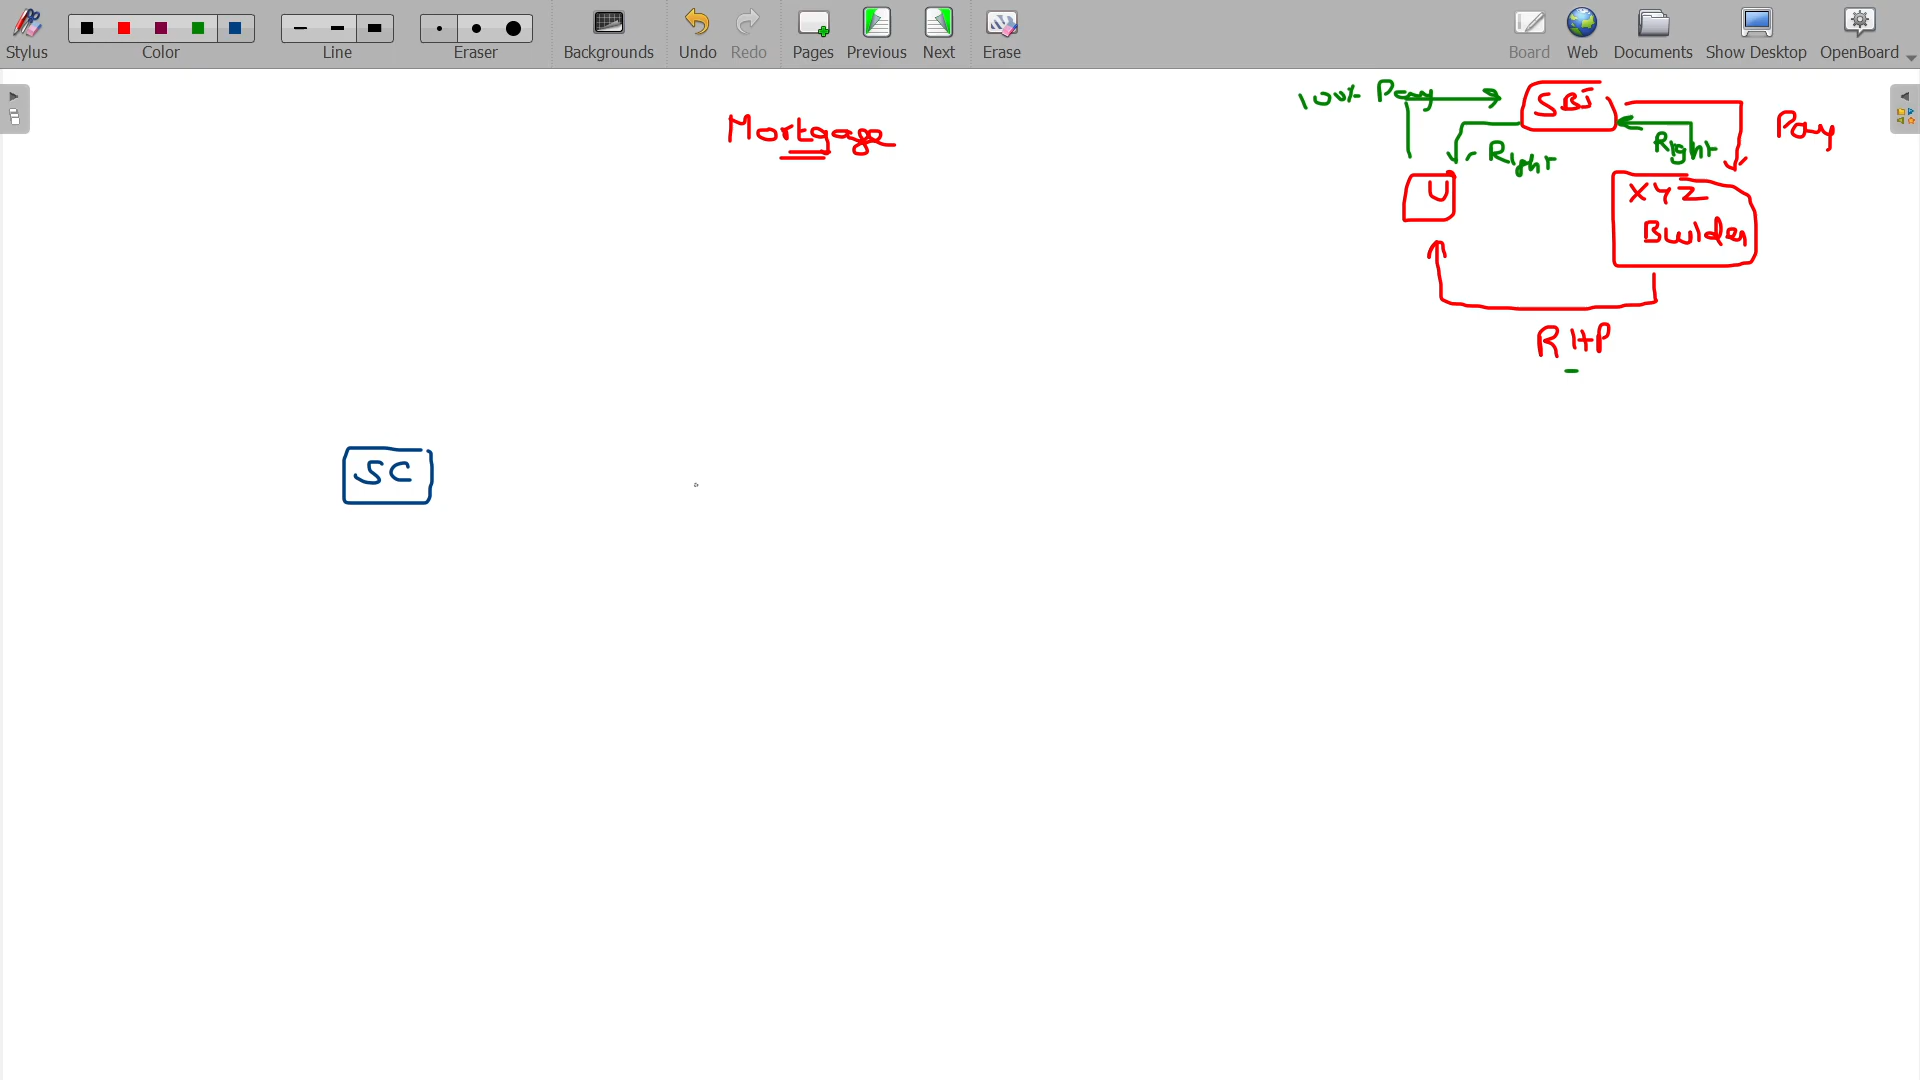 Stylus Color Line Eraser Backgrounds Undo Redo Pages Previous Next Erase Board Web Documents Show Desktop OpenBoard
Mortgage
100% Pay
SBI
Pay
Right
Right
U
XYZ
Builder
RHP
SC